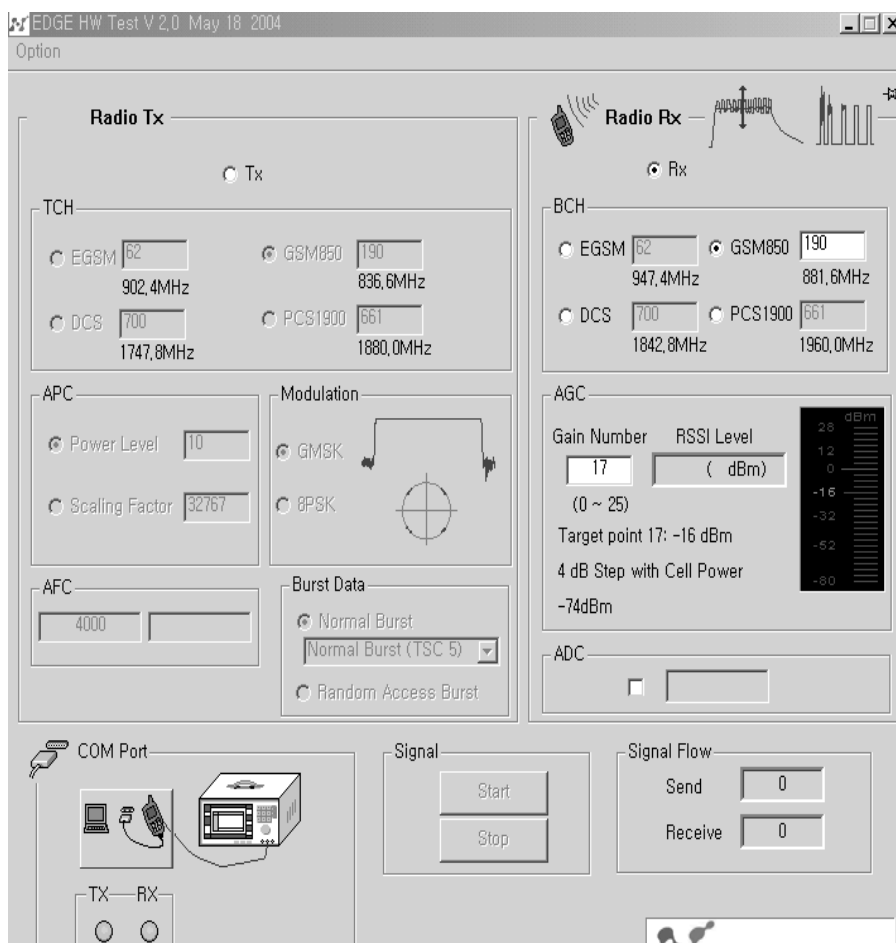 EDGE HW Test V 2,0 May 18 2004
Option
Radio Tx
Tx
TCH
EGSM 62
902,4MHz
GSM850 190
836,6MHz
DCS 700
1747,8MHz
PCS1900 661
1880,0MHz
APC
Power Level 10
Scaling Factor 32767
Modulation
GMSK
8PSK
AFC
4000
Burst Data
Normal Burst
Normal Burst (TSC 5)
Random Access Burst
Radio Rx
Rx
BCH
EGSM 62
947,4MHz
GSM850 190
881,6MHz
DCS 700
1842,8MHz
PCS1900 661
1960,0MHz
AGC
Gain Number RSSI Level
17 ( dBm)
(0 ~ 25)
Target point 17: -16 dBm
4 dB Step with Cell Power
-74dBm
dBm
28
12
0
-16
-32
-52
-80
ADC
COM Port
TX RX
Signal
Start
Stop
Signal Flow
Send 0
Receive 0